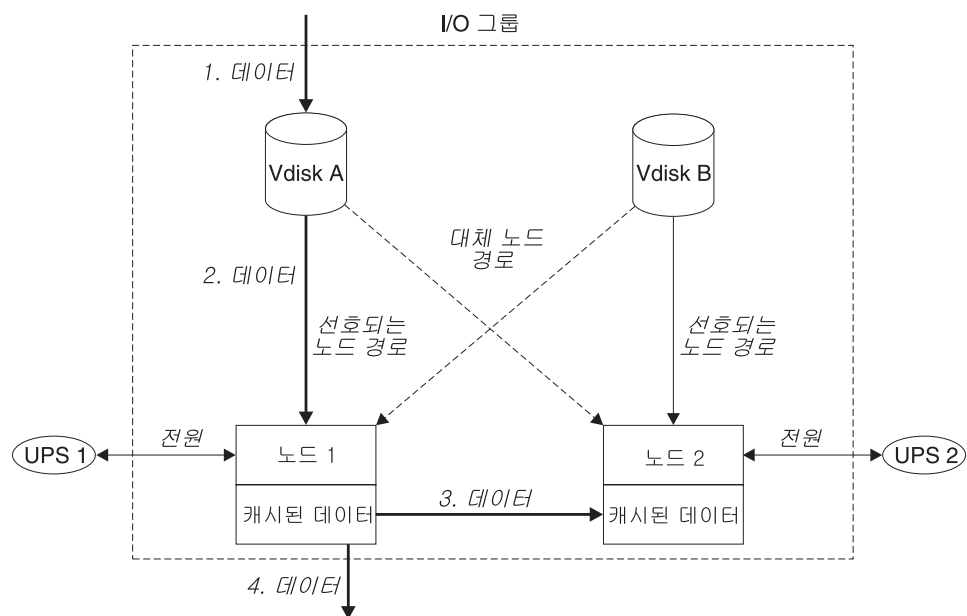 I/O 그룹
1. 데이터
Vdisk A
Vdisk B
대체 노드
경로
2. 데이터
선호되는
노드 경로
선호되는
노드 경로
UPS 1
전원
노드 1
노드 2
전원
UPS 2
캐시된 데이터
3. 데이터
캐시된 데이터
4. 데이터